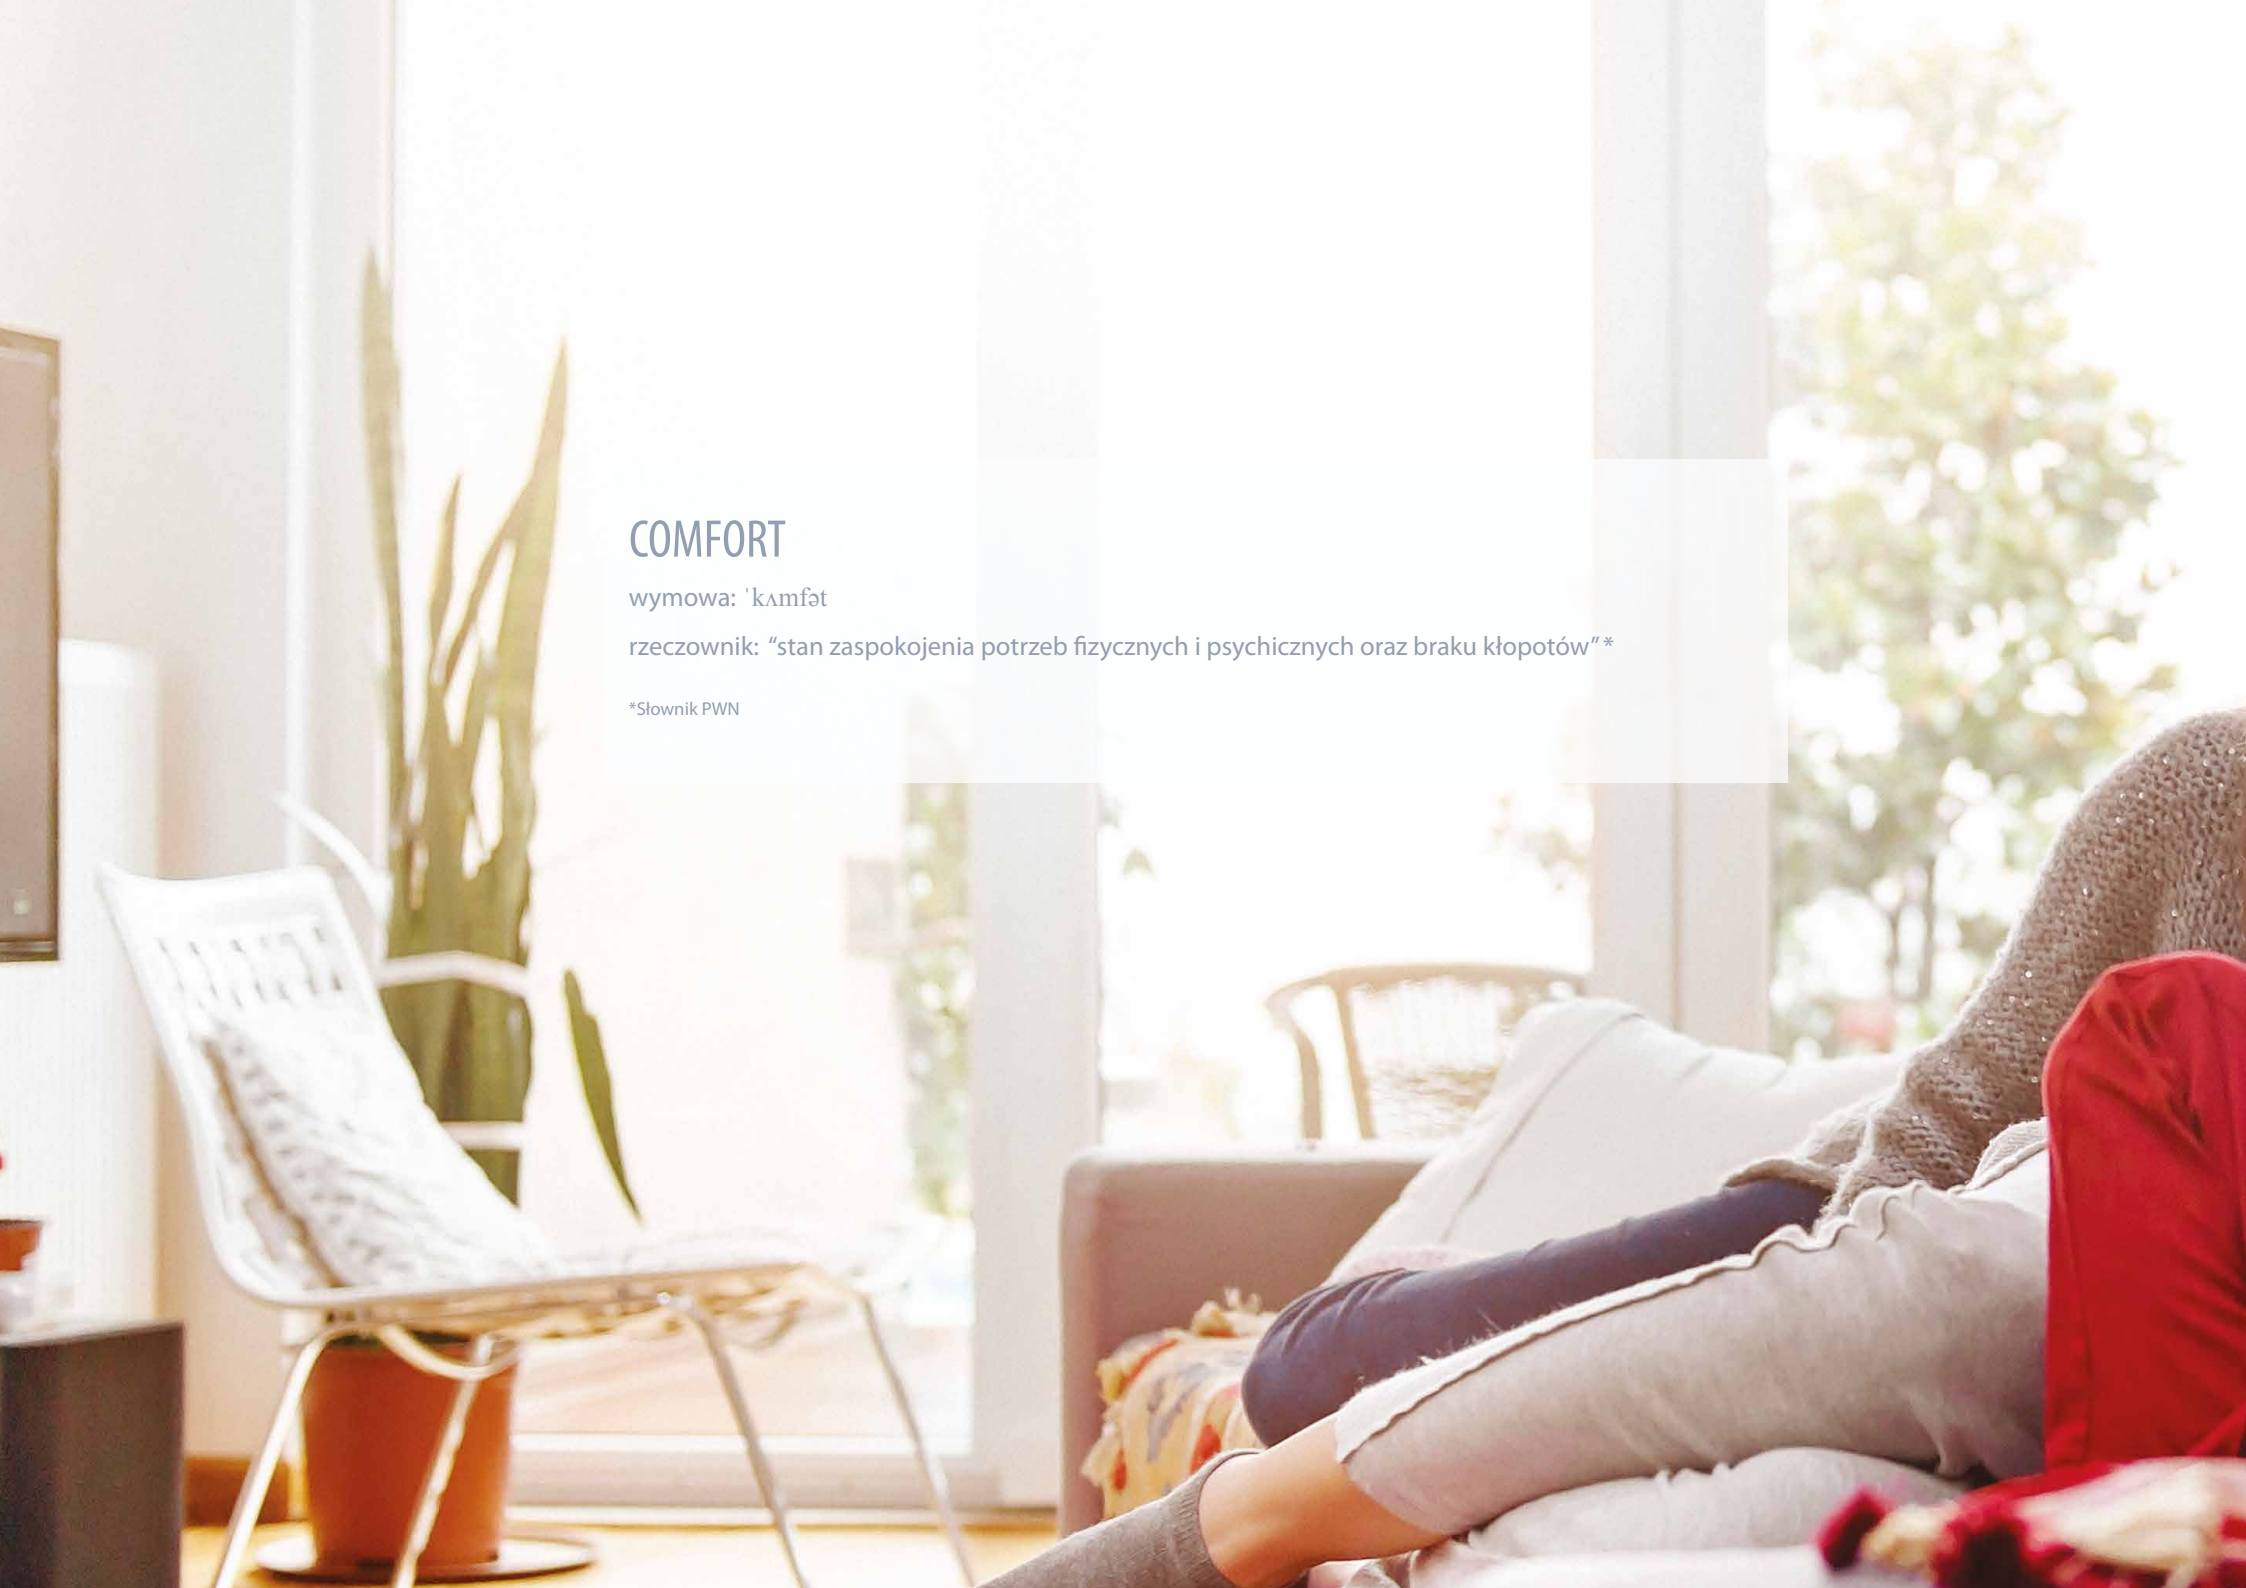 COMFORT
wymowa: ˈkʌmfət
rzeczownik: “stan zaspokojenia potrzeb fizycznych i psychicznych oraz braku kłopotów” *
*Słownik PWN